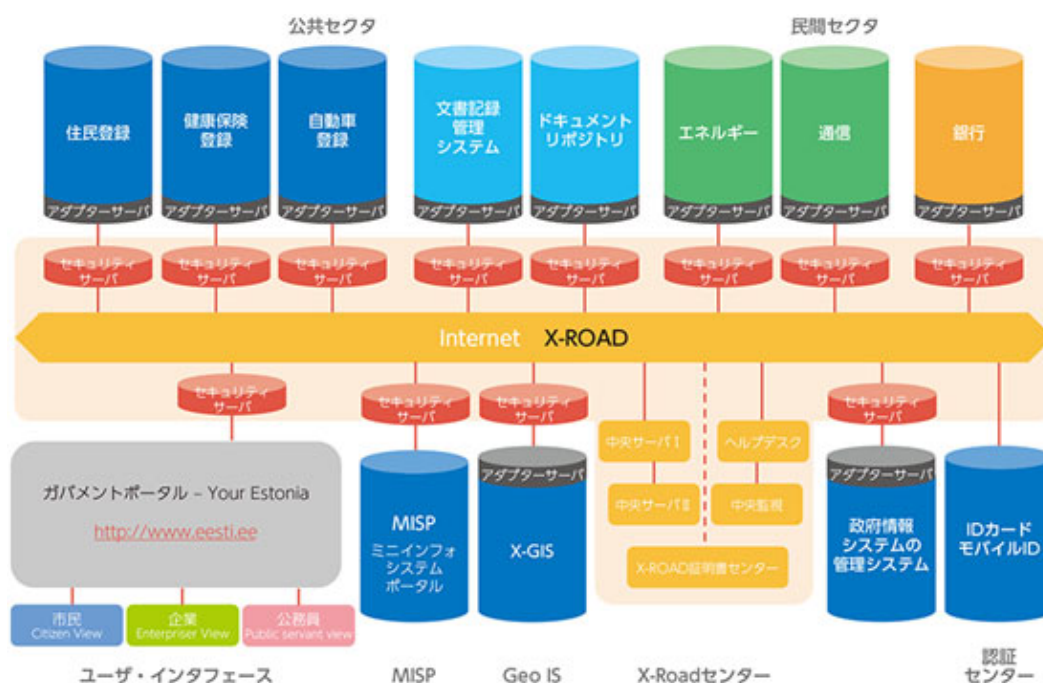 公共セクタ
民間セクタ
住民登録
健康保険
登録
自動車
登録
文書記録
管理
システム
ドキュメント
リポジトリ
エネルギー
通信
銀行
アダプターサーバ
アダプターサーバ
アダプターサーバ
アダプターサーバ
アダプターサーバ
アダプターサーバ
アダプターサーバ
アダプターサーバ
セキュリティ
サーバ
セキュリティ
サーバ
セキュリティ
サーバ
セキュリティ
サーバ
セキュリティ
サーバ
セキュリティ
サーバ
セキュリティ
サーバ
セキュリティ
サーバ
Internet X-ROAD
セキュリティ
サーバ
セキュリティ
サーバ
セキュリティ
サーバ
セキュリティ
サーバ
ガバメントポータル – Your Estonia
http://www.eesti.ee
市民
Citizen View
企業
Enterpriser View
公務員
Public servant view
MISP
ミニインフォ
システム
ポータル
アダプターサーバ
X-GIS
中央サーバⅠ
中央サーバⅡ
ヘルプデスク
中央監視
X-ROAD証明書センター
アダプターサーバ
政府情報
システムの
管理システム
IDカード
モバイルID
ユーザ・インタフェース
MISP
Geo IS
X-Roadセンター
認証
センター